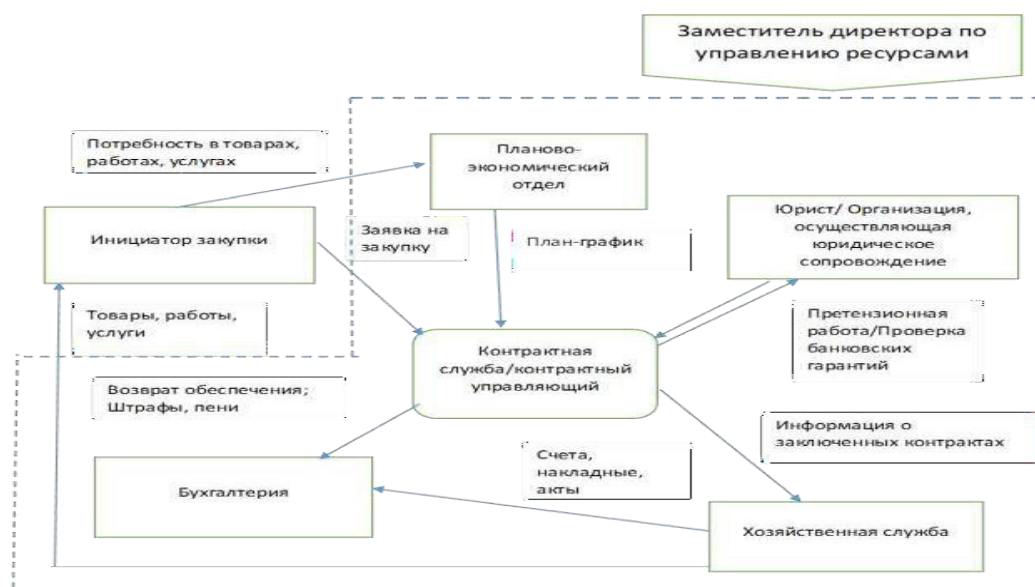 Заместитель директора по
управлению ресурсами
Потребность в товарах,
работах, услугах
Планово-
экономический
отдел
Инициатор закупки
Заявка на
закупку
План-график
Юрист/ Организация,
осуществляющая
юридическое
сопровождение
Товары, работы,
услуги
Претензионная
работа/Проверка
банковских
гарантий
Контрактная
служба/контрактный
управляющий
Возврат обеспечения;
Штрафы, пени
Информация о
заключенных контрактах
Счета,
накладные,
акты
Бухгалтерия
Хозяйственная служба